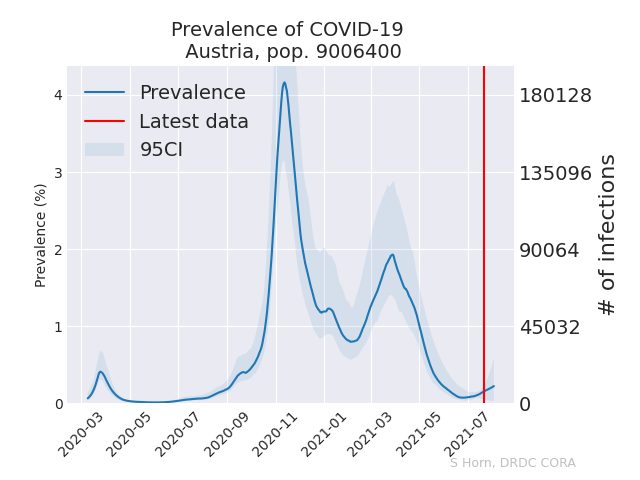 Prevalence of COVID-19
Austria, pop. 9006400
Prevalence
Latest data
95CI
Prevalence (%)
4
3
2
1
0
180128
135096
90064
45032
0
# of infections
2020-03
2020-05
2020-07
2020-09
2020-11
2021-01
2021-03
2021-05
2021-07
S Horn, DRDC CORA